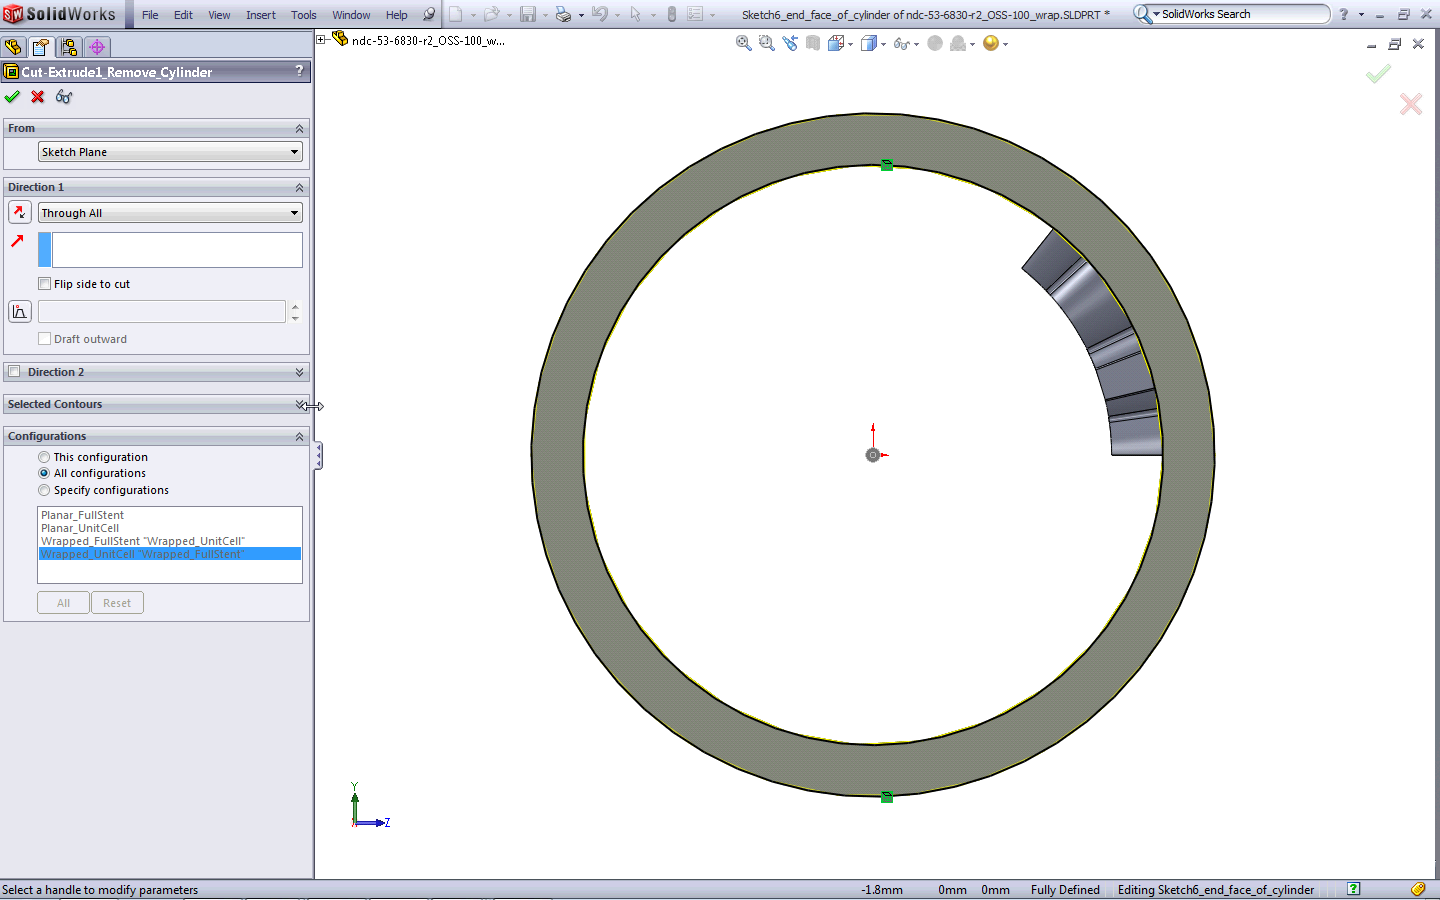 SolidWorks File Edit View Insert Tools Window Help Sketch6_end_face_of_cylinder of ndc-53-6830-r2_OSS-100_wrap.SLDPRT * SolidWorks Search
ndc-53-6830-r2_OSS-100_w...
Cut-Extrude1_Remove_Cylinder ?
From
Sketch Plane
Direction 1
Through All
Flip side to cut
Draft outward
Direction 2
Selected Contours
Configurations
This configuration
All configurations
Specify configurations
Planar_FullStent
Planar_UnitCell
Wrapped_FullStent "Wrapped_UnitCell"
Wrapped_UnitCell "Wrapped_FullStent"
All Reset
Y
Z
Select a handle to modify parameters -1.8mm 0mm 0mm Fully Defined Editing Sketch6_end_face_of_cylinder ?